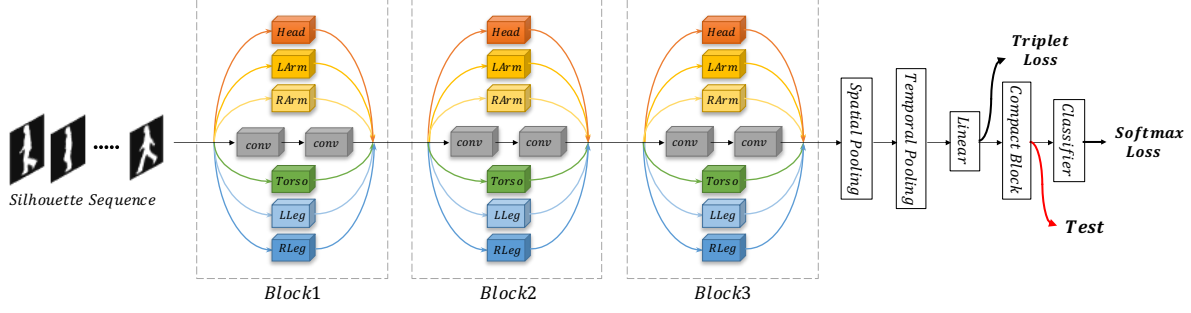 Silhouette Sequence
Head
LArm
RArm
conv
conv
Torso
LLeg
RLeg
Block1
Head
LArm
RArm
conv
conv
Torso
LLeg
RLeg
Block2
Head
LArm
RArm
conv
conv
Torso
LLeg
RLeg
Block3
Spatial Pooling
Temporal Pooling
Linear
Triplet
Loss
Compact Block
Classifier
Softmax
Loss
Test